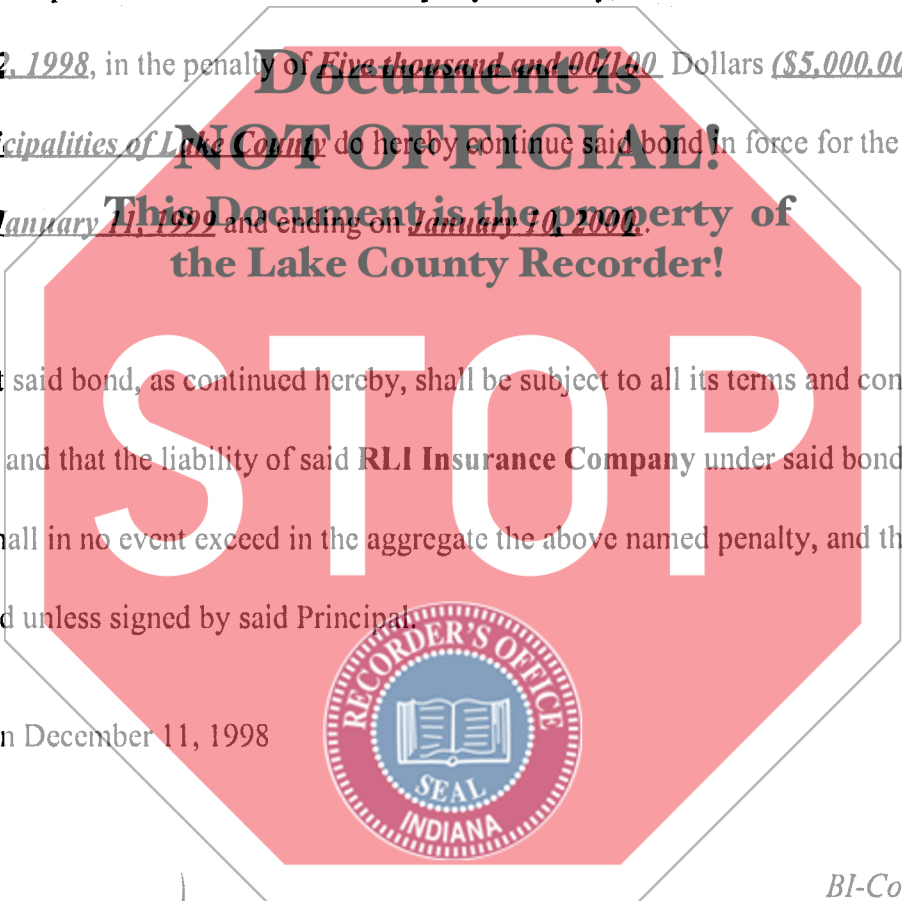 2, 1998, in the penalty of Five thousand and 00/100 Dollars ($5,000.00
Document is
cipalities of Lake County do hereby continue said bond in force for the
NOT OFFICIAL!
January 11, 1999 and ending on January 10, 2000.
This Document is the property of
the Lake County Recorder!
STOP
t said bond, as continued hereby, shall be subject to all its terms and con
and that the liability of said RLI Insurance Company under said bond
hall in no event exceed in the aggregate the above named penalty, and th
d unless signed by said Principal.
RECORDER'S OFFICE
SEAL
INDIANA
n December 11, 1998
BI-Co